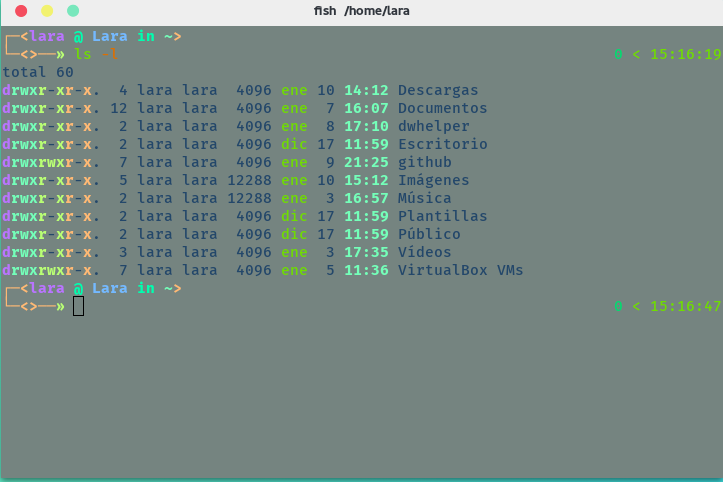 fish /home/lara
┌─<lara @ Lara in ~>
└─<>──» ls -l 0 < 15:16:19
total 60
drwxr-xr-x. 4 lara lara 4096 ene 10 14:12 Descargas
drwxr-xr-x. 12 lara lara 4096 ene 7 16:07 Documentos
drwxr-xr-x. 2 lara lara 4096 ene 8 17:10 dwhelper
drwxr-xr-x. 2 lara lara 4096 dic 17 11:59 Escritorio
drwxrwxr-x. 7 lara lara 4096 ene 9 21:25 github
drwxr-xr-x. 5 lara lara 12288 ene 10 15:12 Imágenes
drwxr-xr-x. 2 lara lara 12288 ene 3 16:57 Música
drwxr-xr-x. 2 lara lara 4096 dic 17 11:59 Plantillas
drwxr-xr-x. 2 lara lara 4096 dic 17 11:59 Público
drwxr-xr-x. 3 lara lara 4096 ene 3 17:35 Vídeos
drwxrwxr-x. 7 lara lara 4096 ene 5 11:36 VirtualBox VMs
┌─<lara @ Lara in ~>
└─<>──» 0 < 15:16:47